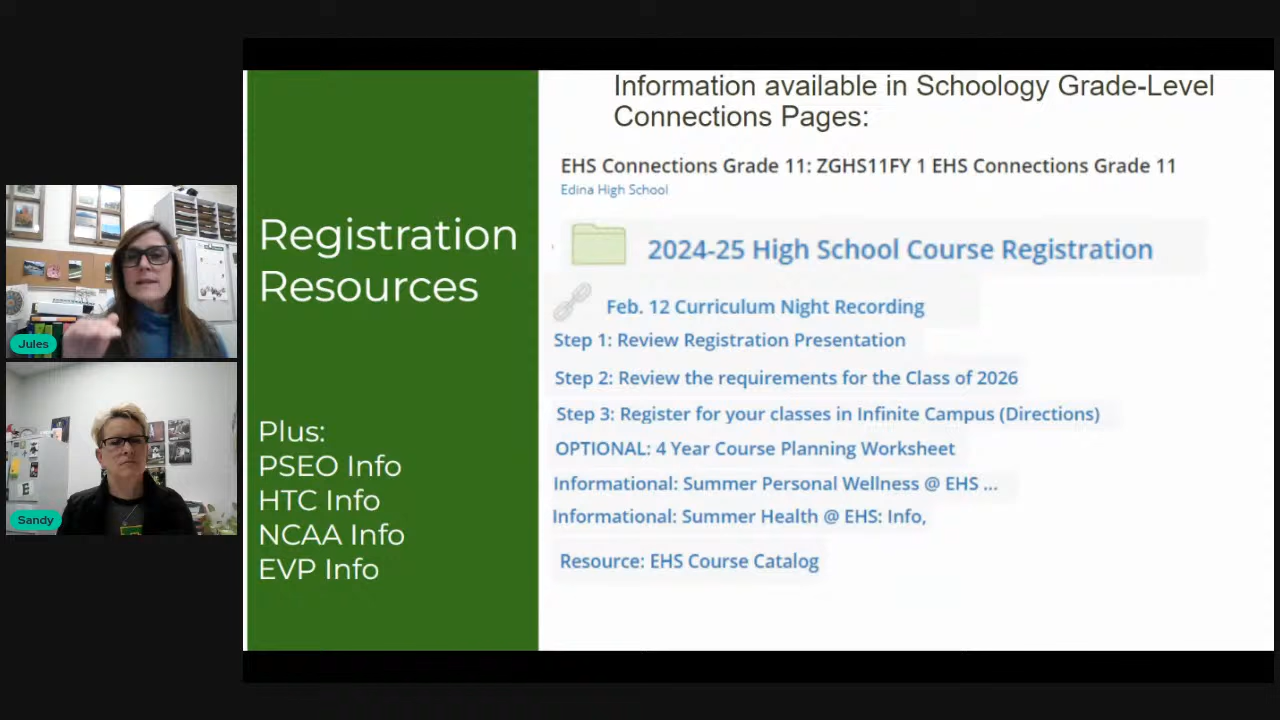 Information available in Schoology Grade-Level
Connections Pages:
EHS Connections Grade 11: ZGHS11FY 1 EHS Connections Grade 11
Edina High School
Registration
Resources
2024-25 High School Course Registration
Feb. 12 Curriculum Night Recording
Step 1: Review Registration Presentation
Step 2: Review the requirements for the Class of 2026
Step 3: Register for your classes in Infinite Campus (Directions)
OPTIONAL: 4 Year Course Planning Worksheet
Informational: Summer Personal Wellness @ EHS ...
Informational: Summer Health @ EHS: Info,
Resource: EHS Course Catalog
Plus:
PSEO Info
HTC Info
NCAA Info
EVP Info
Jules
Sandy